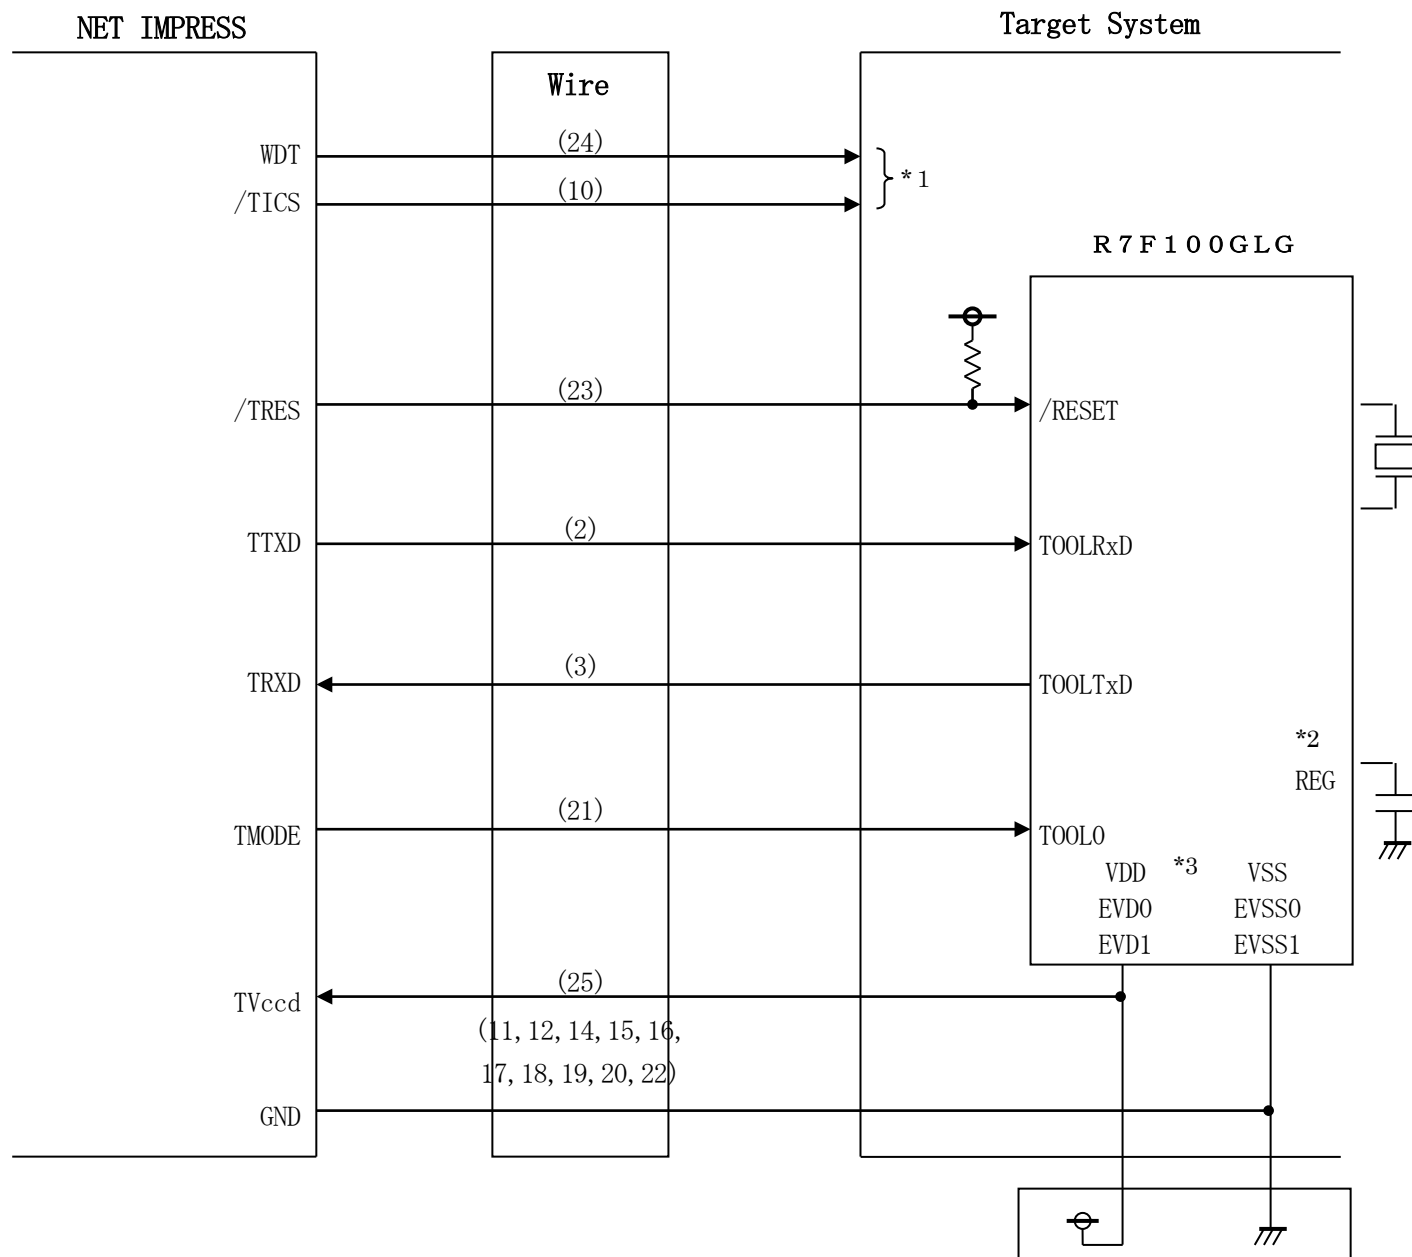 NET IMPRESS
Target System
Wire
WDT
(24)
*1
/TICS
(10)
R7F100GLG
/TRES
(23)
/RESET
TTXD
(2)
TOOLRxD
TRXD
(3)
TOOLTxD
*2
REG
TMODE
(21)
TOOL0
VDD *3 VSS
EVD0 EVSS0
EVD1 EVSS1
TVccd
(25)
(11,12,14,15,16,
17,18,19,20,22)
GND